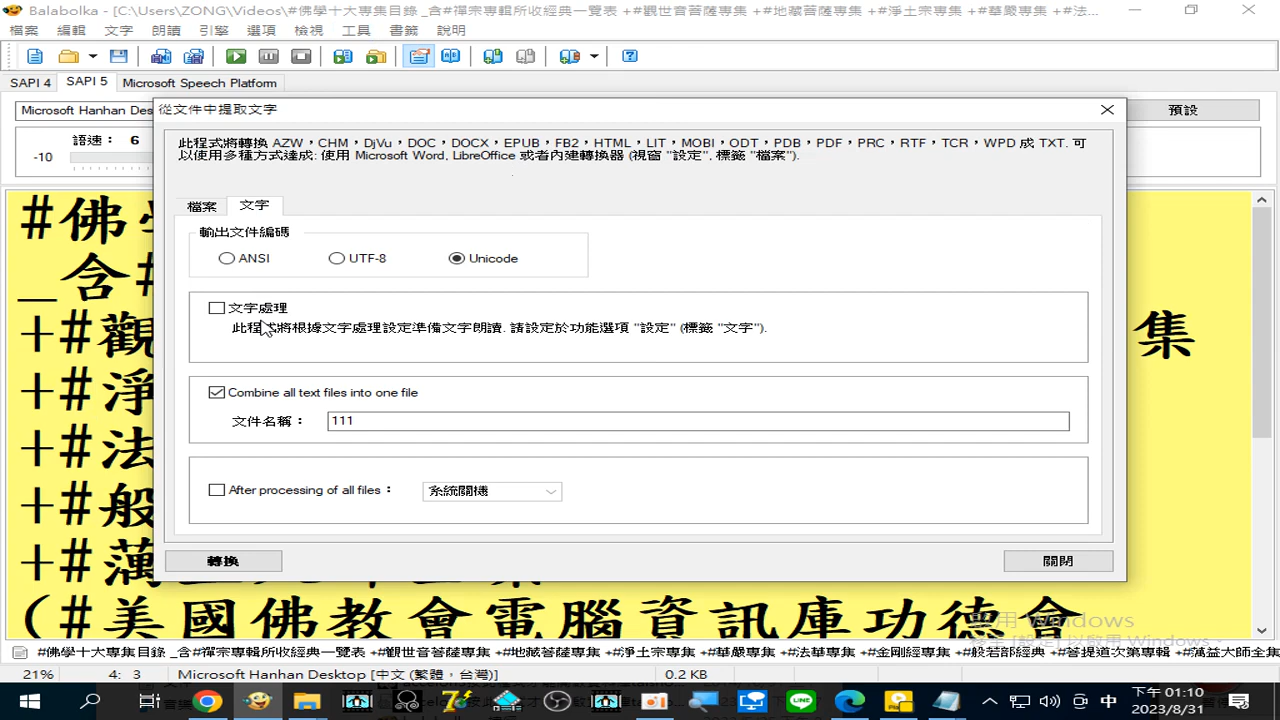 Balabolka - [C:\Users\ZONG\Videos\#佛學十大專集目錄 _含#禪宗專輯所收經典一覽表 +#觀世音菩薩專集 +#地藏菩薩專集 +#淨土宗專集 +#華嚴專集 +#法...
檔案 編輯 文字 朗讀 引擎 選項 檢視 工具 書籤 說明
SAPI 4 SAPI 5 Microsoft Speech Platform
Microsoft Hanhan Des
預設
語速： 6
-10
從文件中提取文字
此程式將轉換 AZW，CHM，DjVu，DOC，DOCX，EPUB，FB2，HTML，LIT，MOBI，ODT，PDB，PDF，PRC，RTF，TCR，WPD 成 TXT. 可
以使用多種方式達成: 使用 Microsoft Word, LibreOffice 或者內建轉換器 (視窗 "設定", 標籤 "檔案").
檔案 文字
輸出文件編碼
ANSI UTF-8 Unicode
文字處理
此程式將根據文字處理設定準備文字朗讀. 請設定於功能選項 "設定" (標籤 "文字").
Combine all text files into one file
文件名稱： 111
After processing of all files： 系統關機
轉換 關閉
#佛學
_含#
+#觀
集
+#淨
+#法
+#般
+#蕅
(#美國佛教會電腦資訊庫功德會
啟用 Windows
#佛學十大專集目錄 _含#禪宗專輯所收經典一覽表 +#觀世音菩薩專集 +#地藏菩薩專集 +#淨土宗專集 +#華嚴專集 +#法華專集 +#金剛經專集 +#般若部經典 +#菩提道次第專輯 +#蕅益大師全集
21% 4: 3 Microsoft Hanhan Desktop [中文 (繁體，台灣)] 0.2 KB
中
下午 01:10
2023/8/31